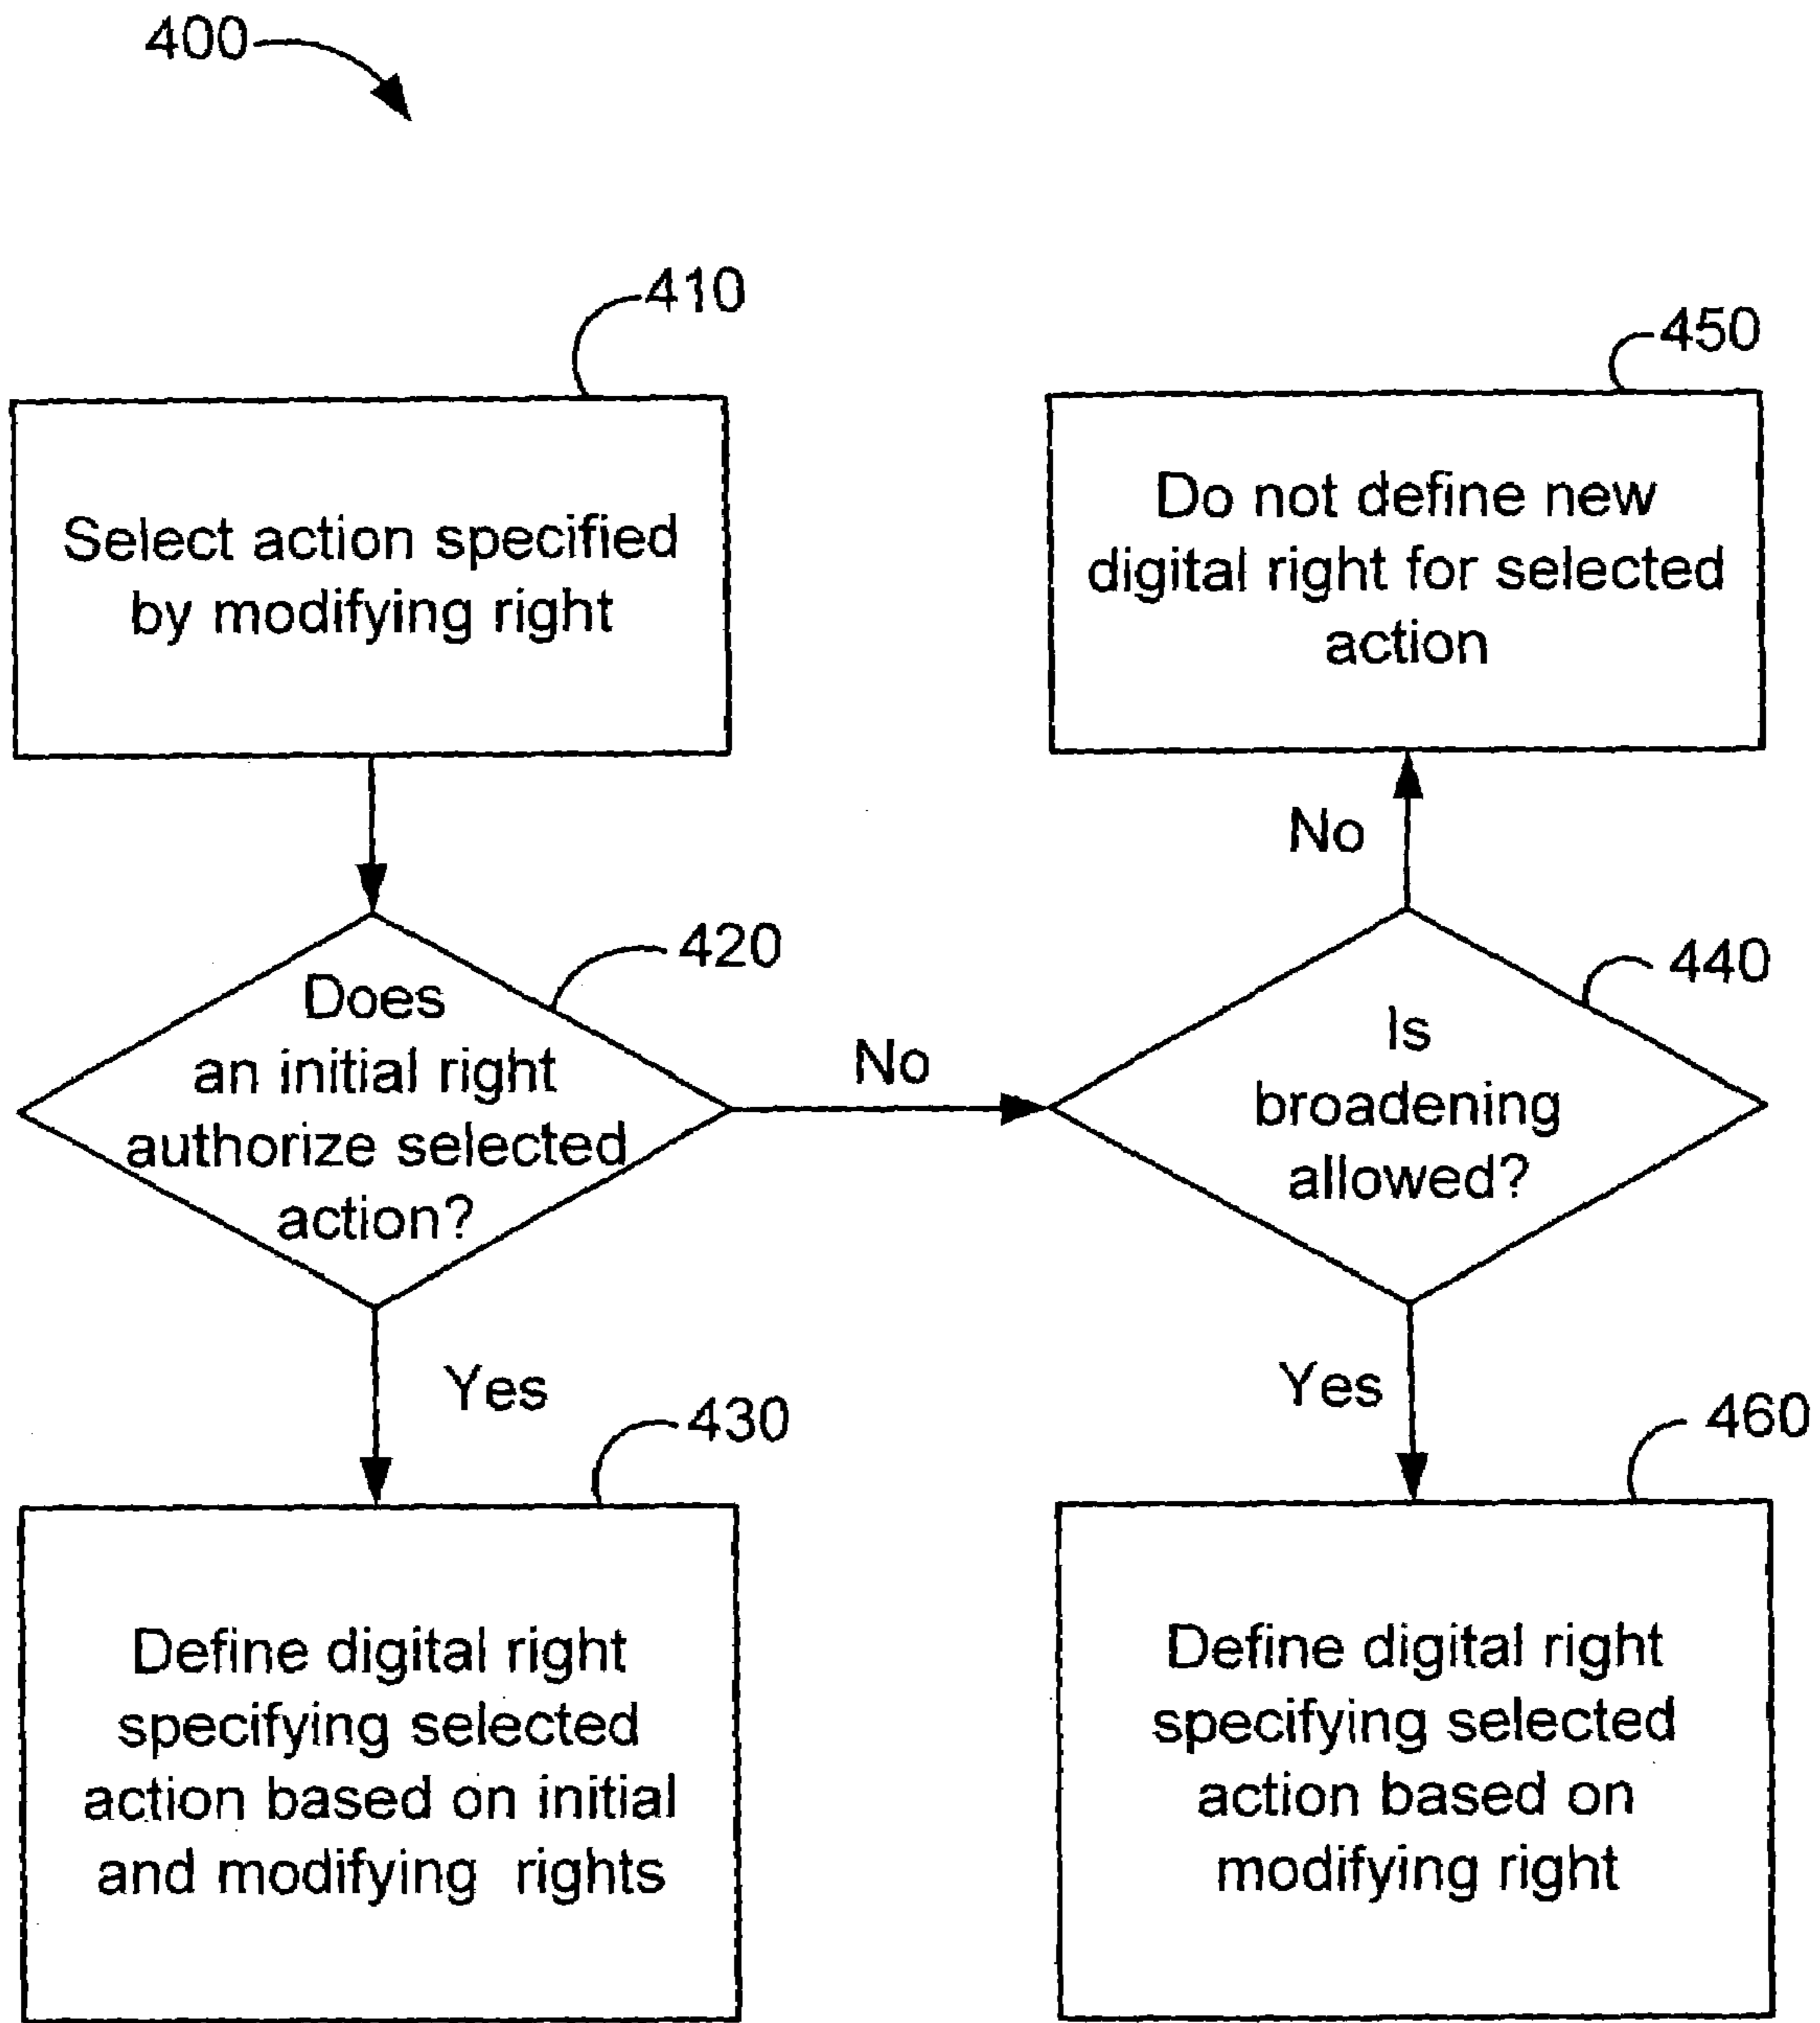 400
410
Select action specified
by modifying right
450
Do not define new
digital right for selected
action
No
420
Does
an initial right
authorize selected
action?
No
440
Is
broadening
allowed?
Yes
430
Define digital right
specifying selected
action based on initial
and modifying rights
Yes
460
Define digital right
specifying selected
action based on
modifying right